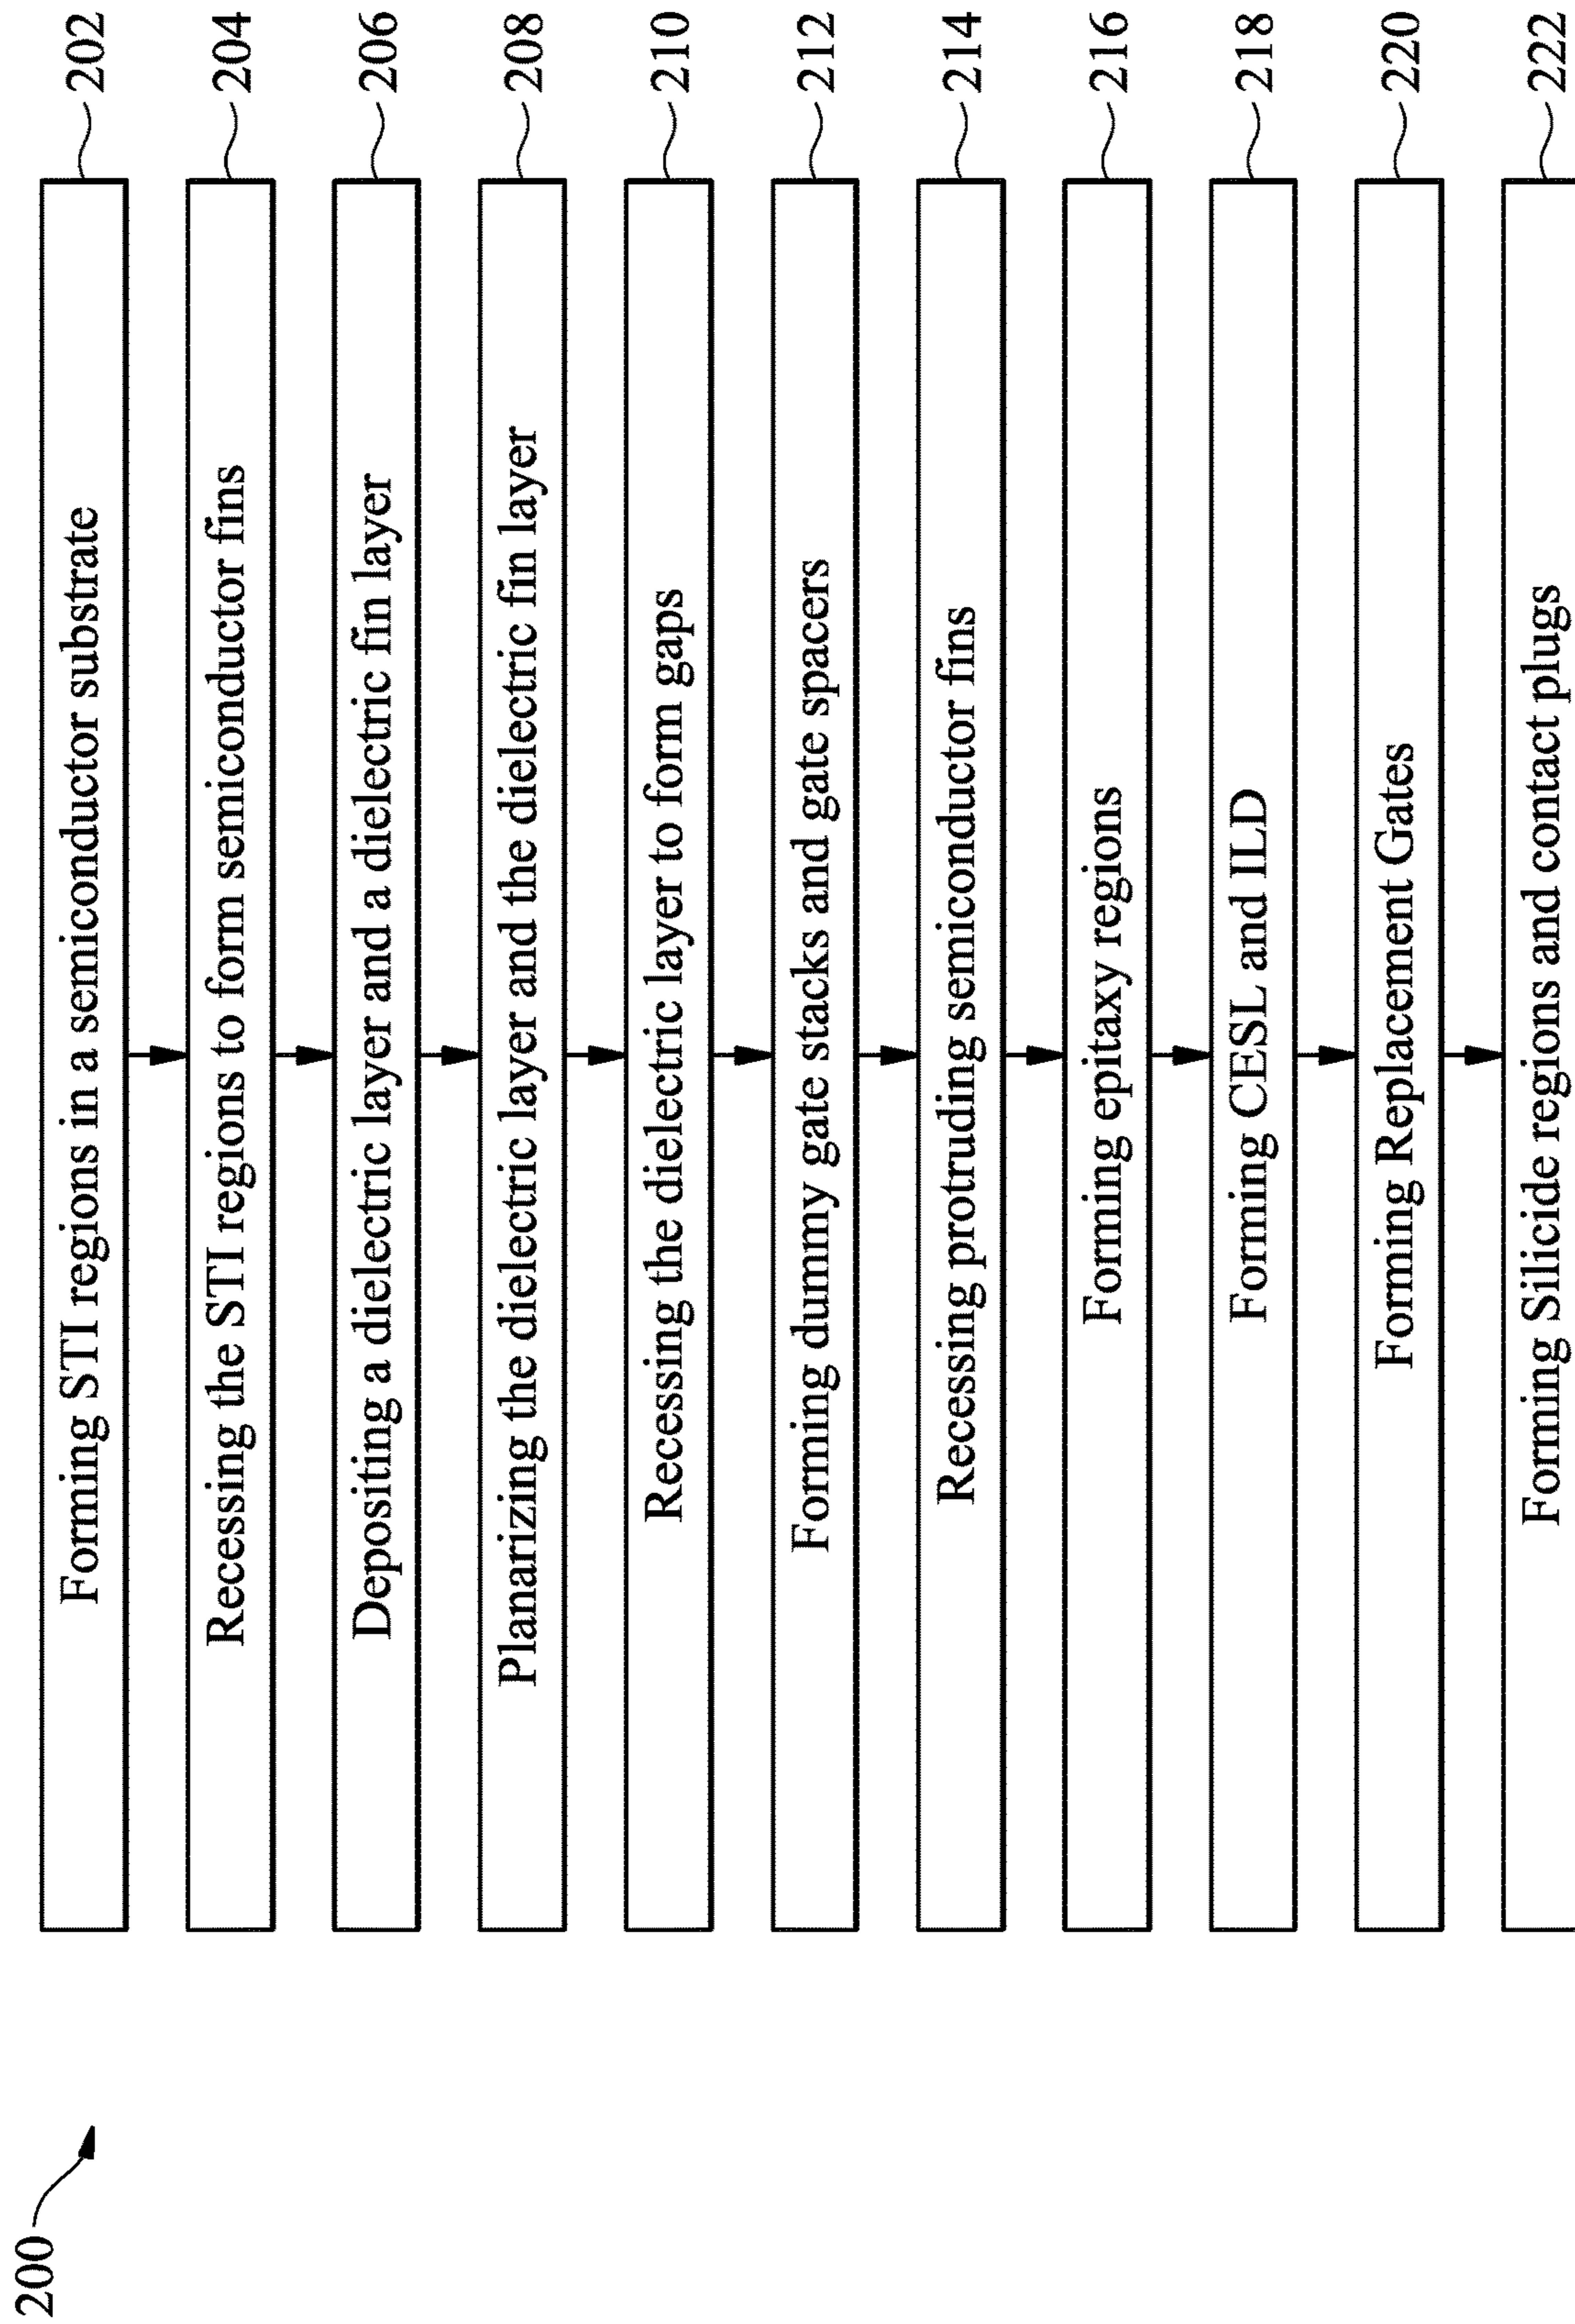 200
Forming STI regions in a semiconductor substrate 202
Recessing the STI regions to form semiconductor fins 204
Depositing a dielectric layer and a dielectric fin layer 206
Planarizing the dielectric layer and the dielectric fin layer 208
Recessing the dielectric layer to form gaps 210
Forming dummy gate stacks and gate spacers 212
Recessing protruding semiconductor fins 214
Forming epitaxy regions 216
Forming CESL and ILD 218
Forming Replacement Gates 220
Forming Silicide regions and contact plugs 222